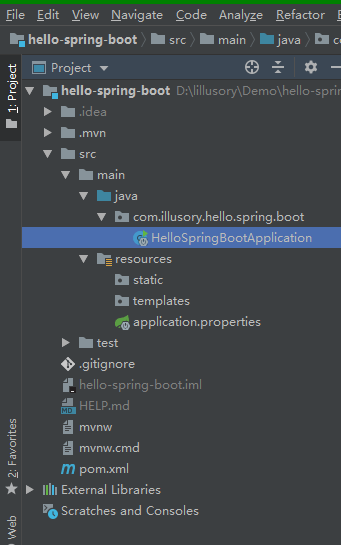 File Edit View Navigate Code Analyze Refactor
hello-spring-boot src main java
Project
hello-spring-boot D:\lillusory\Demo\hello-sprin
.idea
.mvn
src
main
java
com.illusory.hello.spring.boot
HelloSpringBootApplication
resources
static
templates
application.properties
test
.gitignore
hello-spring-boot.iml
HELP.md
mvnw
mvnw.cmd
pom.xml
External Libraries
Scratches and Consoles
1: Project
2: Favorites
Web